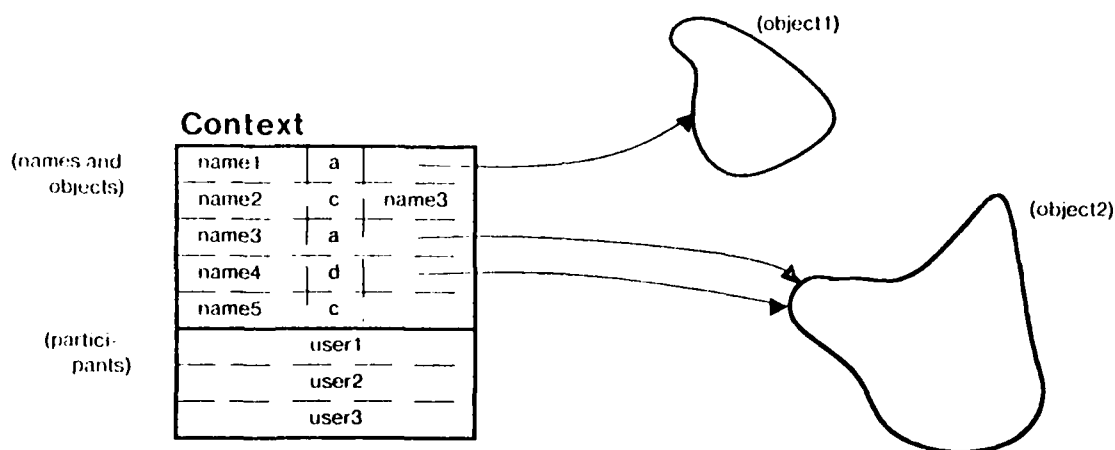 (object1)
Context
(names and
objects)
name1 a
name2 c name3
name3 a
name4 d
name5 c
(object2)
(partici-
pants)
user1
user2
user3